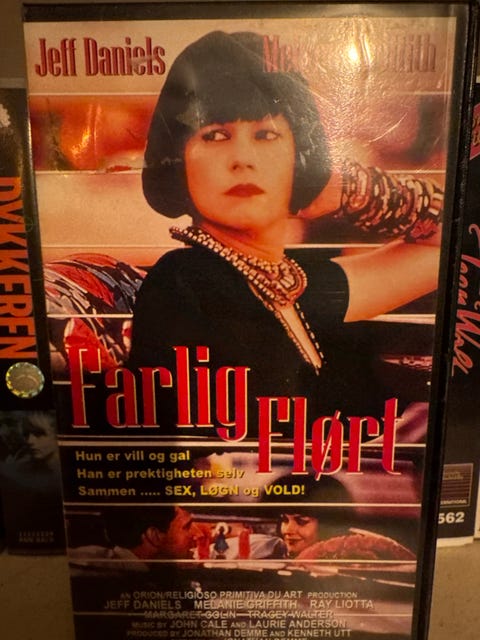 Jeff Daniels
Farlig
Flørt
Hun er vill og gal
Han er prektigheten selv
Sammen ..... SEX, LØGN og VOLD!
AN ORION/RELIGIOSO PRIMITIVA DU ART PRODUCTION
JEFF DANIELS MELANIE GRIFFITH RAY LIOTTA
MARGARET COLIN TRACEY WALTER
MUSIC BY JOHN CALE AND LAURIE ANDERSON
PRODUCED BY JONATHAN DEMME AND KENNETH UTT
JONATHAN DEMME
DYKKEREN
562